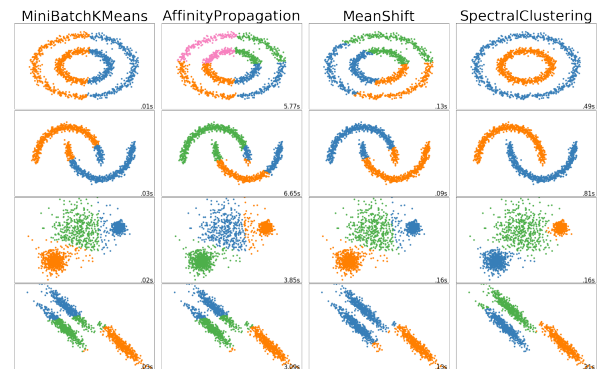 MiniBatchKMeans AffinityPropagation MeanShift SpectralClustering
.01s 5.77s .13s .49s
.03s 6.65s .09s .81s
.02s 3.85s .16s .16s
.03s